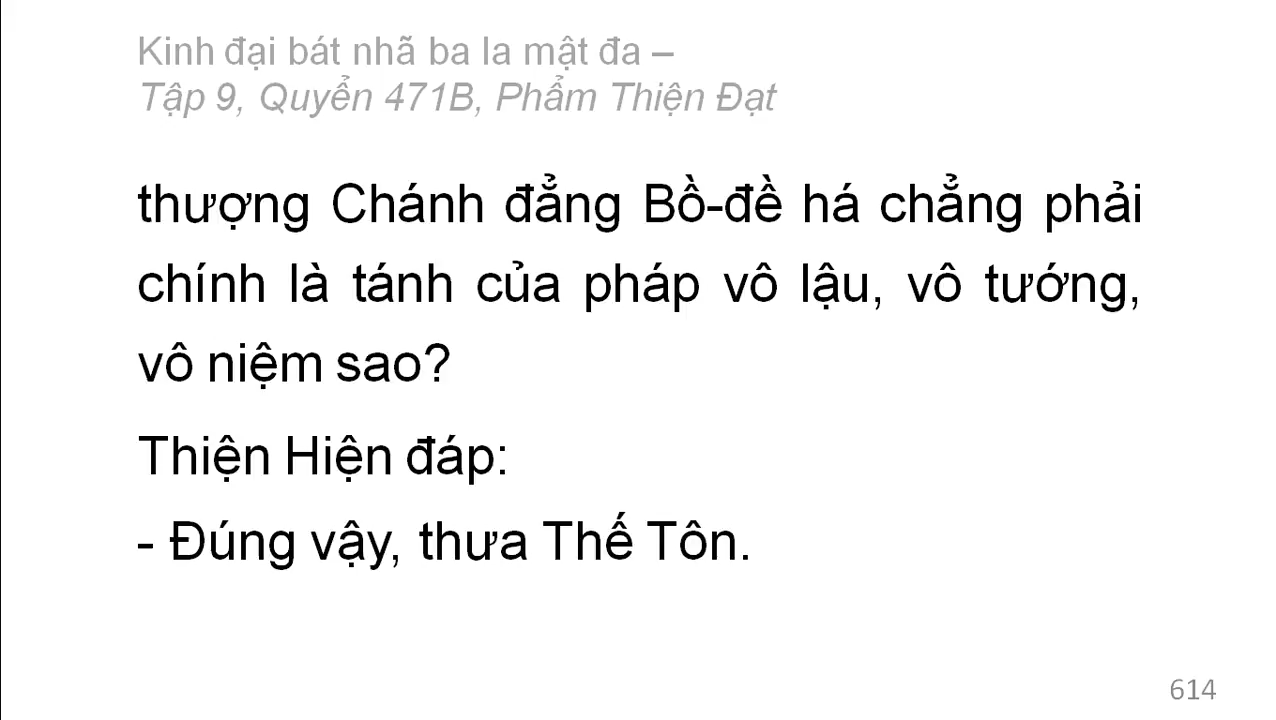 Kinh đại bát nhã ba la mật đa –
Tập 9, Quyển 471B, Phẩm Thiện Đạt
thượng Chánh đẳng Bồ-đề há chẳng phải
chính là tánh của pháp vô lậu, vô tướng,
vô niệm sao?
Thiện Hiện đáp:
- Đúng vậy, thưa Thế Tôn.
614